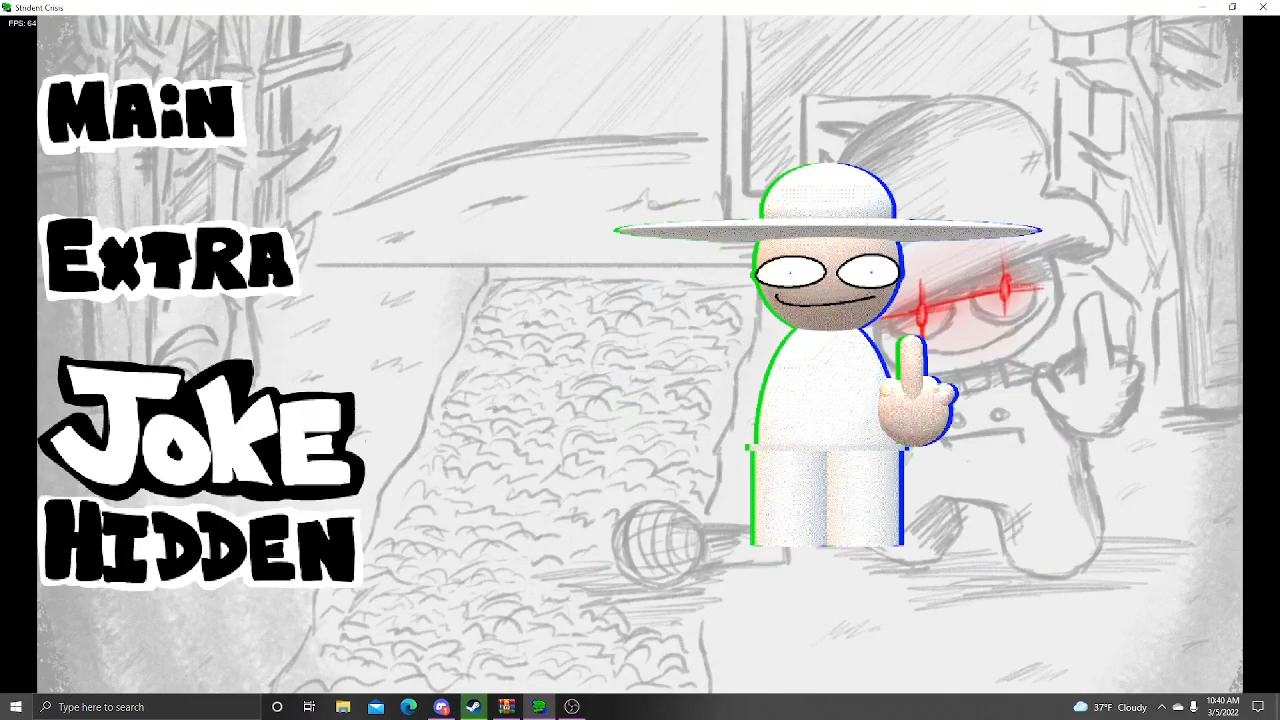 Strident Crisis
FPS: 64
MAiN
EXTRA
JOKE
HIDDEN
Type here to search
37°F Cloudy
10:40 AM
3/5/2022